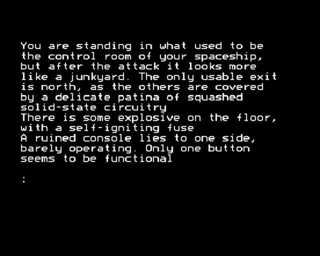 You are standing in what used to be
the control room of your spaceship,
but after the attack it looks more
like a junkyard. The only usable exit
is north, as the others are covered
by a delicate patina of squashed
solid-state circuitry
There is some explosive on the floor,
with a self-igniting fuse
A ruined console lies to one side,
barely operating. Only one button
seems to be functional
: